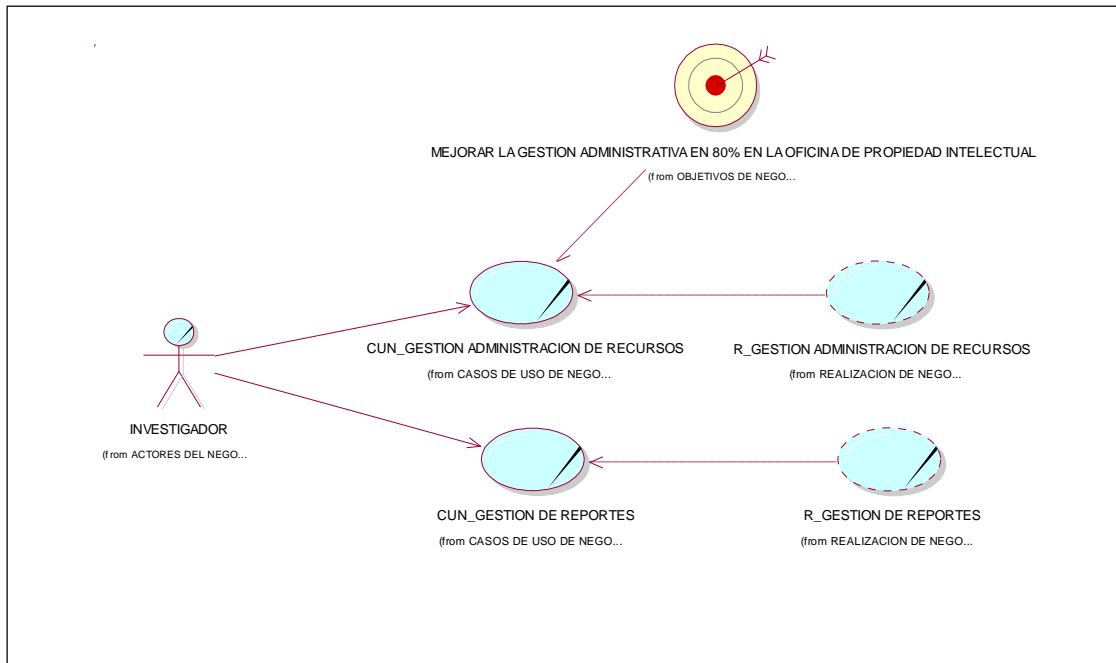 MEJORAR LA GESTION ADMINISTRATIVA EN 80% EN LA OFICINA DE PROPIEDAD INTELECTUAL
(from OBJETIVOS DE NEGO...
CUN_GESTION ADMINISTRACION DE RECURSOS
(from CASOS DE USO DE NEGO...
R_GESTION ADMINISTRACION DE RECURSOS
(from REALIZACION DE NEGO...
INVESTIGADOR
(from ACTORES DEL NEGO...
CUN_GESTION DE REPORTES
(from CASOS DE USO DE NEGO...
R_GESTION DE REPORTES
(from REALIZACION DE NEGO...